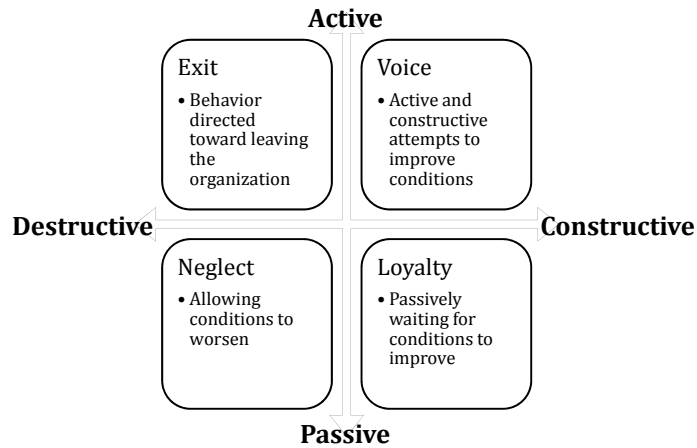 Active
Exit
• Behavior
directed
toward leaving
the
organization
Voice
• Active and
constructive
attempts to
improve
conditions
Destructive
Constructive
Neglect
• Allowing
conditions to
worsen
Loyalty
• Passively
waiting for
conditions to
improve
Passive